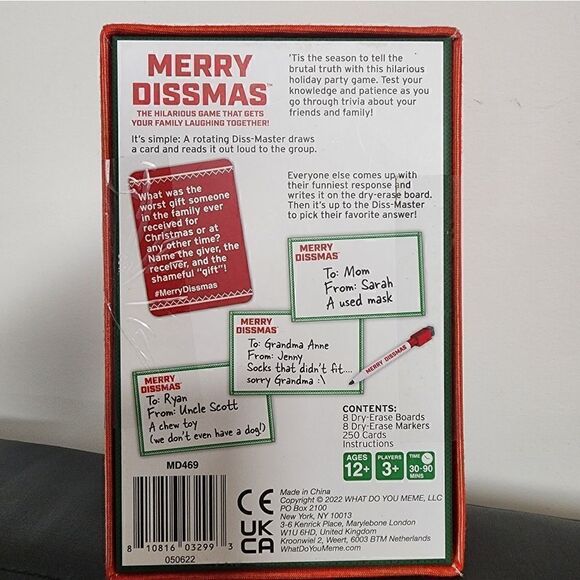 MERRY
DISSMAS™
THE HILARIOUS GAME THAT GETS
YOUR FAMILY LAUGHING TOGETHER!
'Tis the season to tell the
brutal truth with this hilarious
holiday party game. Test your
knowledge and patience as you
go through trivia about your
friends and family!
It's simple: A rotating Diss-Master draws
a card and reads it out loud to the group.
What was the
worst gift someone
in the family ever
received for
Christmas or at
any other time?
Name the giver, the
receiver, and the
shameful "gift"!
#MerryDissmas
Everyone else comes up with
their funniest response and
writes it on the dry-erase board.
Then it's up to the Diss-Master
to pick their favorite answer!
MERRY
DISSMAS
To: Mom
From: Sarah
A used mask
MERRY
DISSMAS
To: Grandma Anne
From: Jenny
Socks that didn't fit....
sorry Grandma :\
MERRY DISSMAS
MERRY
DISSMAS
To: Ryan
From: Uncle Scott
A chew toy
(we don't even have a dog!)
CONTENTS:
8 Dry-Erase Boards
8 Dry-Erase Markers
250 Cards
Instructions
AGES
12+
PLAYERS
3+
TIME
30-90
MINS
MD469
8 10816 03299 3
050622
CE
UK
CA
Made in China
Copyright © 2022 WHAT DO YOU MEME, LLC
PO Box 2100
New York, NY 10013
3-6 Kenrick Place, Marylebone London
W1U 6HD, United Kingdom
Kroonwiel 2, Weert, 6003 BTM Netherlands
WhatDoYouMeme.com